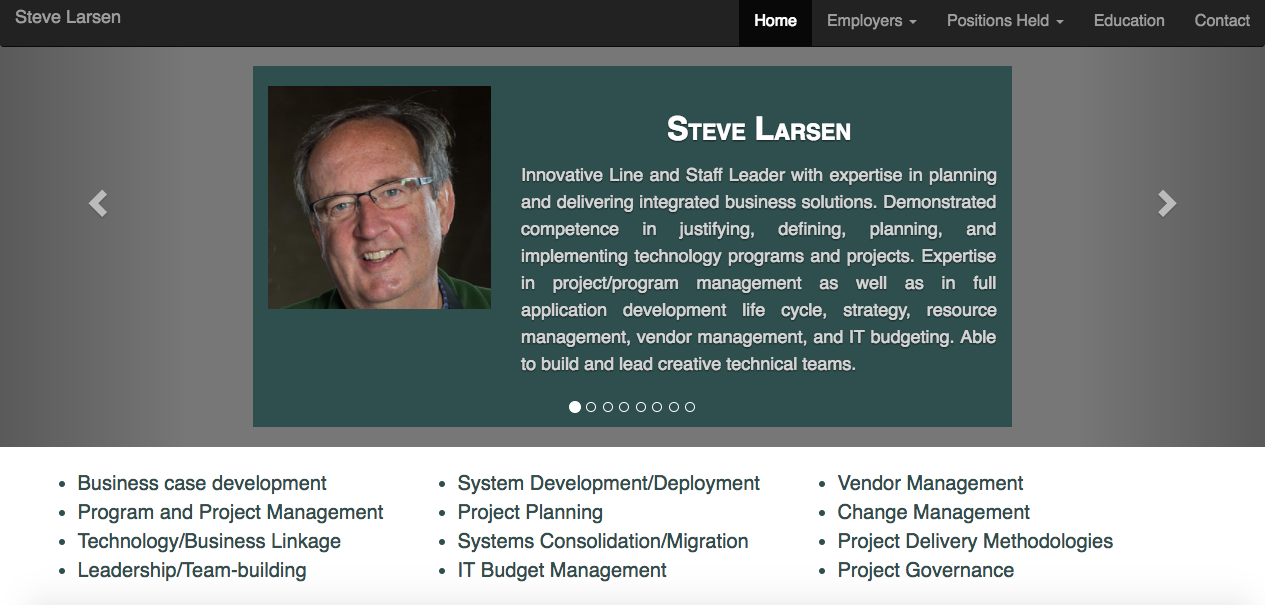 Steve Larsen
Home Employers Positions Held Education Contact
Steve Larsen
Innovative Line and Staff Leader with expertise in planning
and delivering integrated business solutions. Demonstrated
competence in justifying, defining, planning, and
implementing technology programs and projects. Expertise
in project/program management as well as in full
application development life cycle, strategy, resource
management, vendor management, and IT budgeting. Able
to build and lead creative technical teams.
• Business case development
• Program and Project Management
• Technology/Business Linkage
• Leadership/Team-building
• System Development/Deployment
• Project Planning
• Systems Consolidation/Migration
• IT Budget Management
• Vendor Management
• Change Management
• Project Delivery Methodologies
• Project Governance